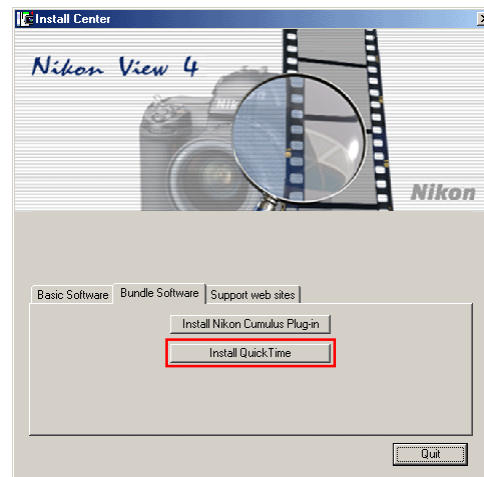 Install Center
Nikon View 4
Nikon
Basic Software Bundle Software Support web sites
Install Nikon Cumulus Plug-in
Install QuickTime
Quit